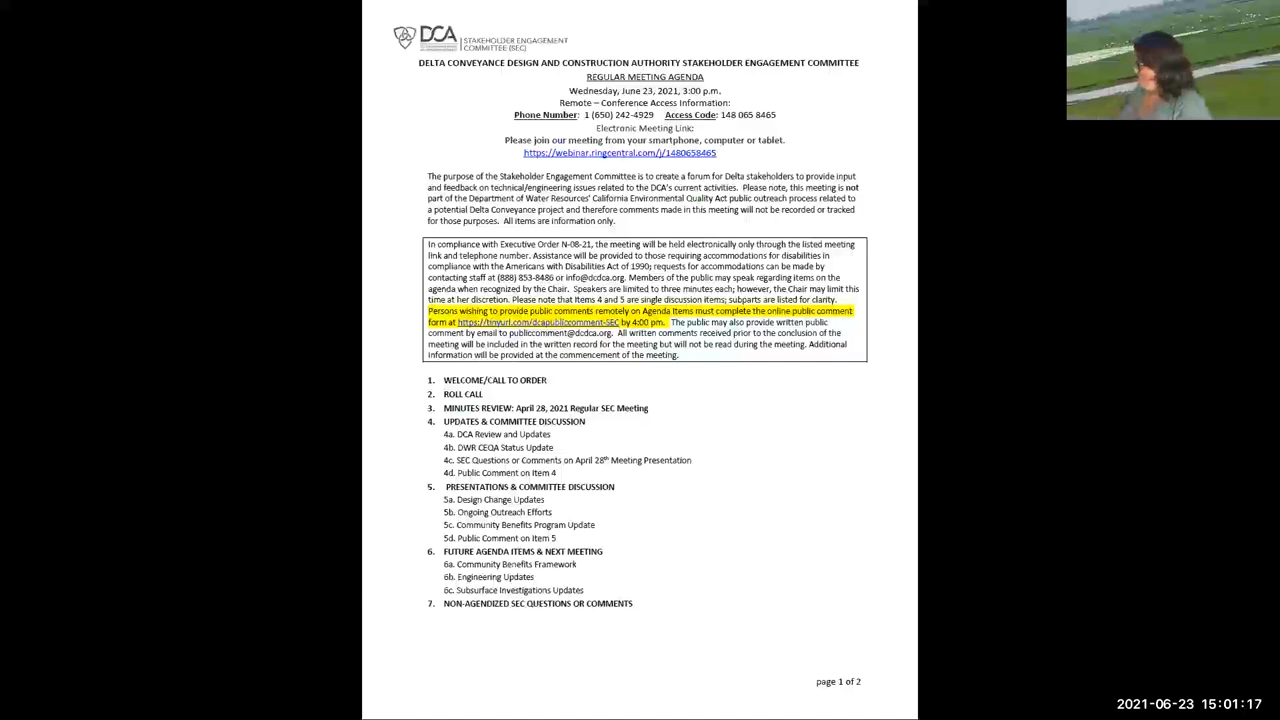 DCA STAKEHOLDER ENGAGEMENT
COMMITTEE (SEC)
DELTA CONVEYANCE DESIGN AND CONSTRUCTION AUTHORITY STAKEHOLDER ENGAGEMENT COMMITTEE
REGULAR MEETING AGENDA
Wednesday, June 23, 2021, 3:00 p.m.
Remote – Conference Access Information:
Phone Number: 1 (650) 242-4929 Access Code: 148 065 8465
Electronic Meeting Link:
Please join our meeting from your smartphone, computer or tablet.
https://webinar.ringcentral.com/j/1480658465
The purpose of the Stakeholder Engagement Committee is to create a forum for Delta stakeholders to provide input
and feedback on technical/engineering issues related to the DCA's current activities. Please note, this meeting is not
part of the Department of Water Resources' California Environmental Quality Act public outreach process related to
a potential Delta Conveyance project and therefore comments made in this meeting will not be recorded or tracked
for those purposes. All items are information only.
In compliance with Executive Order N-08-21, the meeting will be held electronically only through the listed meeting
link and telephone number. Assistance will be provided to those requiring accommodations for disabilities in
compliance with the Americans with Disabilities Act of 1990; requests for accommodations can be made by
contacting staff at (888) 853-8486 or info@dcdca.org. Members of the public may speak regarding items on the
agenda when recognized by the Chair. Speakers are limited to three minutes each; however, the Chair may limit this
time at her discretion. Please note that Items 4 and 5 are single discussion items; subparts are listed for clarity.
Persons wishing to provide public comments remotely on Agenda Items must complete the online public comment
form at https://tinyurl.com/dcapubliccomment-SEC by 4:00 pm. The public may also provide written public
comment by email to publiccomment@dcdca.org. All written comments received prior to the conclusion of the
meeting will be included in the written record for the meeting but will not be read during the meeting. Additional
information will be provided at the commencement of the meeting.
1. WELCOME/CALL TO ORDER
2. ROLL CALL
3. MINUTES REVIEW: April 28, 2021 Regular SEC Meeting
4. UPDATES & COMMITTEE DISCUSSION
4a. DCA Review and Updates
4b. DWR CEQA Status Update
4c. SEC Questions or Comments on April 28th Meeting Presentation
4d. Public Comment on Item 4
5. PRESENTATIONS & COMMITTEE DISCUSSION
5a. Design Change Updates
5b. Ongoing Outreach Efforts
5c. Community Benefits Program Update
5d. Public Comment on Item 5
6. FUTURE AGENDA ITEMS & NEXT MEETING
6a. Community Benefits Framework
6b. Engineering Updates
6c. Subsurface Investigations Updates
7. NON-AGENDIZED SEC QUESTIONS OR COMMENTS
page 1 of 2
2021-06-23 15:01:17